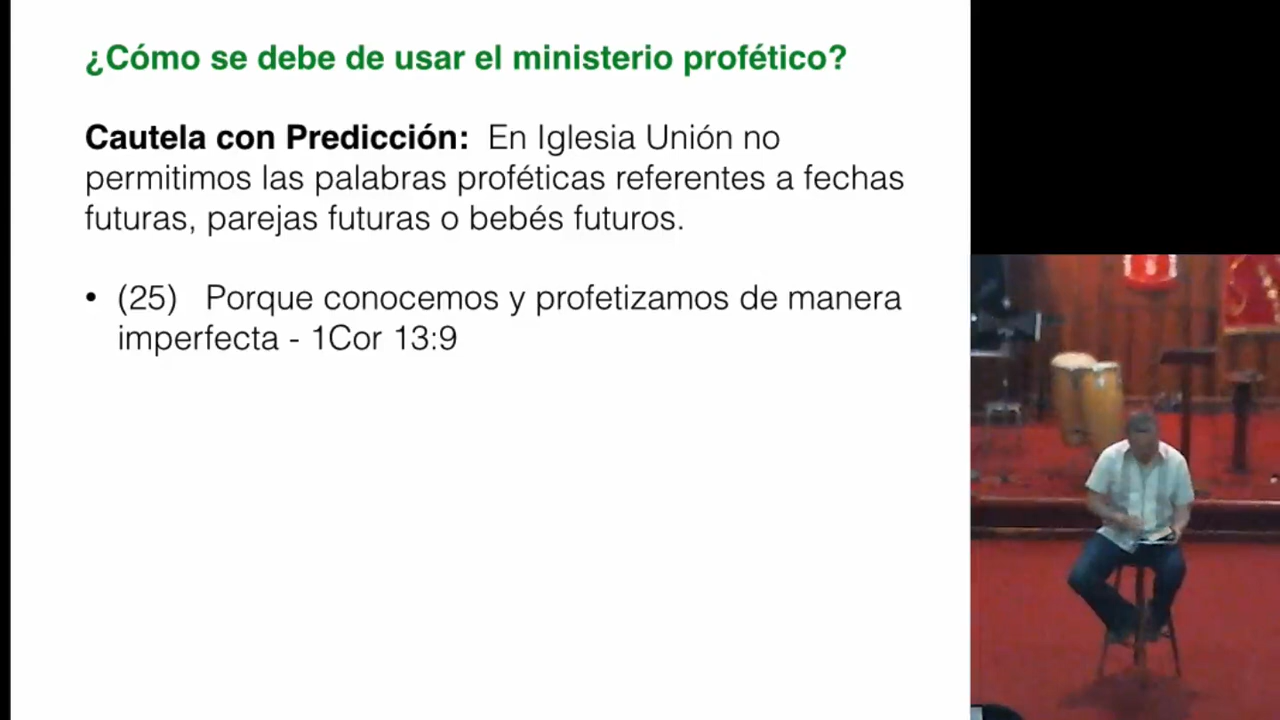 ¿Cómo se debe de usar el ministerio profético?
Cautela con Predicción: En Iglesia Unión no
permitimos las palabras proféticas referentes a fechas
futuras, parejas futuras o bebés futuros.
• (25) Porque conocemos y profetizamos de manera
imperfecta - 1Cor 13:9